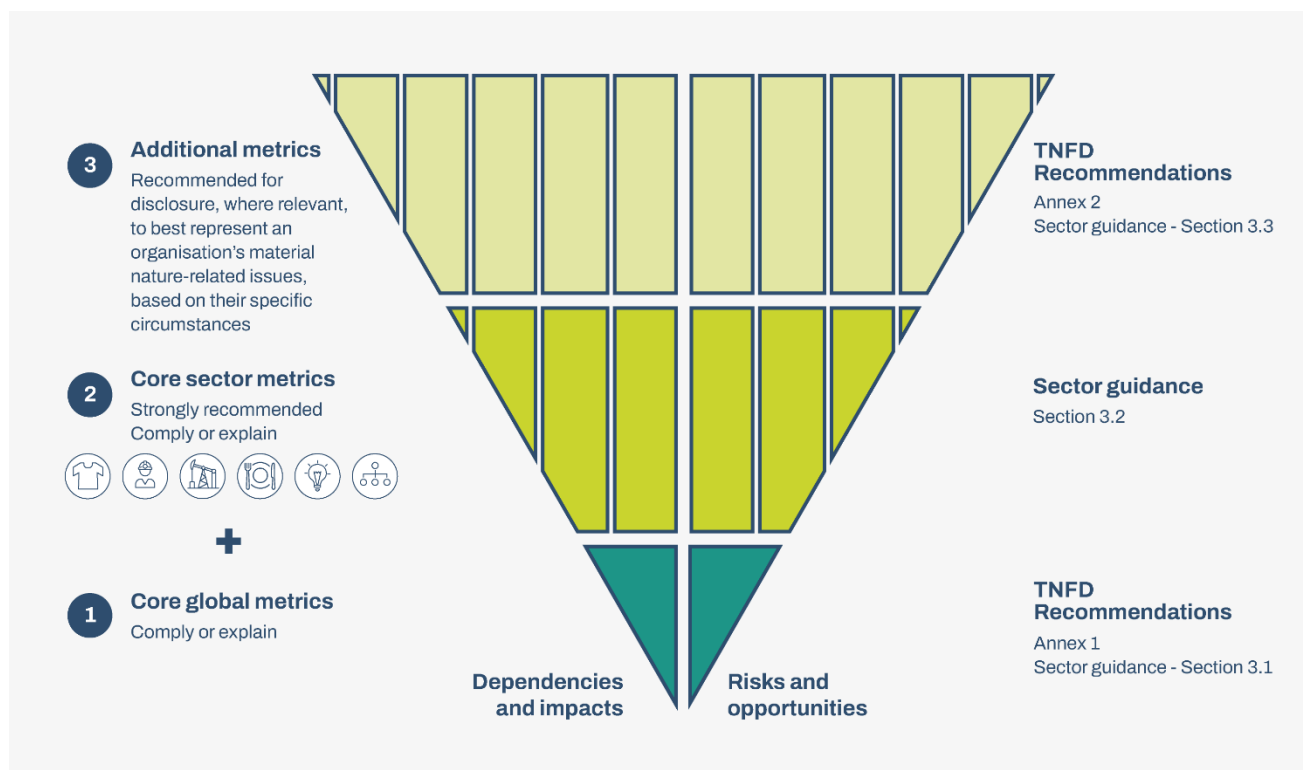 3
Additional metrics
Recommended for
disclosure, where relevant,
to best represent an
organisation's material
nature-related issues,
based on their specific
circumstances
TNFD
Recommendations
Annex 2
Sector guidance - Section 3.3
2
Core sector metrics
Strongly recommended
Comply or explain
Sector guidance
Section 3.2
+
1
Core global metrics
Comply or explain
TNFD
Recommendations
Annex 1
Sector guidance - Section 3.1
Dependencies
and impacts
Risks and
opportunities